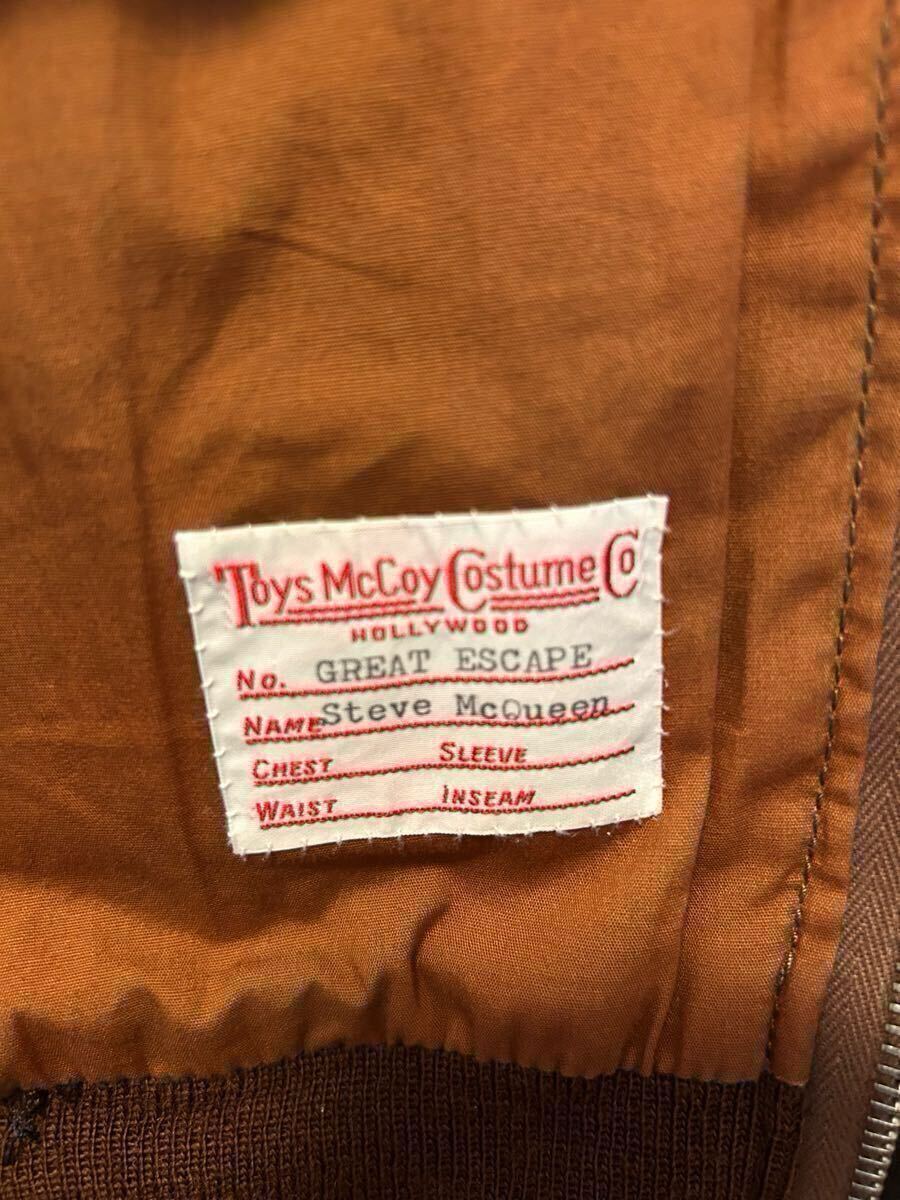 Toys McCoy Costume Co
HOLLYWOOD
No. GREAT ESCAPE
NAME Steve McQueen
CHEST SLEEVE
WAIST INSEAM